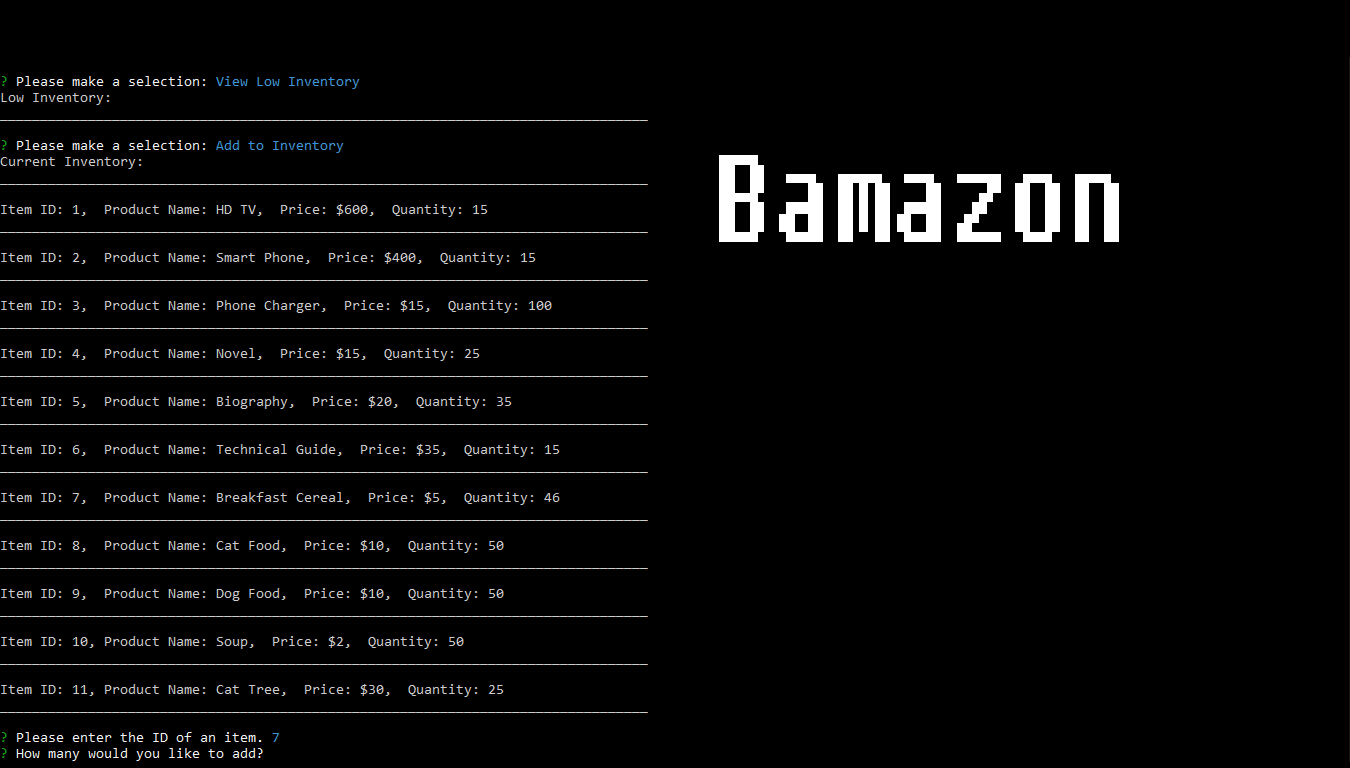 ? Please make a selection: View Low Inventory
Low Inventory:
? Please make a selection: Add to Inventory
Current Inventory:
Item ID: 1,  Product Name: HD TV,  Price: $600,  Quantity: 15
Item ID: 2,  Product Name: Smart Phone,  Price: $400,  Quantity: 15
Item ID: 3,  Product Name: Phone Charger,  Price: $15,  Quantity: 100
Item ID: 4,  Product Name: Novel,  Price: $15,  Quantity: 25
Item ID: 5,  Product Name: Biography,  Price: $20,  Quantity: 35
Item ID: 6,  Product Name: Technical Guide,  Price: $35,  Quantity: 15
Item ID: 7,  Product Name: Breakfast Cereal,  Price: $5,  Quantity: 46
Item ID: 8,  Product Name: Cat Food,  Price: $10,  Quantity: 50
Item ID: 9,  Product Name: Dog Food,  Price: $10,  Quantity: 50
Item ID: 10, Product Name: Soup,  Price: $2,  Quantity: 50
Item ID: 11, Product Name: Cat Tree,  Price: $30,  Quantity: 25
? Please enter the ID of an item. 7
? How many would you like to add?
Bamazon